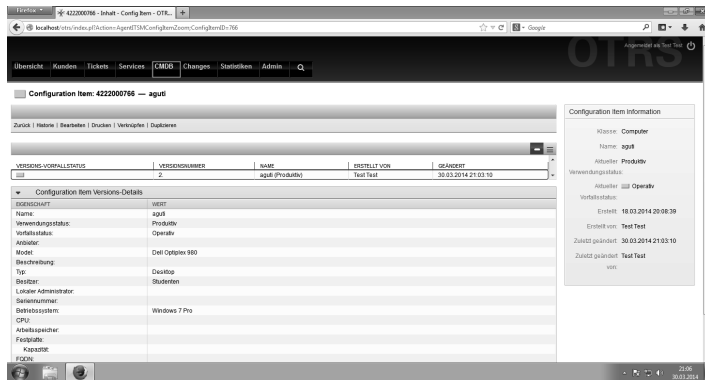 Firefox
4222000766 - Inhalt - Config Item - OTR...
localhost/otrs/index.pl?Action=AgentITSMConfigItemZoom;ConfigItemID=766
Google
OTRS
Angemeldet als Test Test
Übersicht Kunden Tickets Services CMDB Changes Statistiken Admin
Configuration Item: 4222000766 — aguti
Zurück | Historie | Bearbeiten | Drucken | Verknüpfen | Duplizieren
VERSIONS-VORFALLSTATUS VERSIONSNUMMER NAME ERSTELLT VON GEÄNDERT
2. aguti (Produktiv) Test Test 30.03.2014 21:03:10
Configuration Item Versions-Details
EIGENSCHAFT WERT
Name: aguti
Verwendungsstatus: Produktiv
Vorfallsstatus: Operativ
Anbieter:
Model: Dell Optiplex 980
Beschreibung:
Typ: Desktop
Besitzer: Studenten
Lokaler Administrator:
Seriennummer:
Betriebssystem: Windows 7 Pro
CPU:
Arbeitsspeicher:
Festplatte:
Kapazität:
FQDN:
Configuration Item Information
Klasse: Computer
Name: aguti
Aktueller Verwendungsstatus: Produktiv
Aktueller Vorfallsstatus: Operativ
Erstellt: 18.03.2014 20:08:39
Erstellt von: Test Test
Zuletzt geändert: 30.03.2014 21:03:10
Zuletzt geändert von: Test Test
21:06
30.03.2014